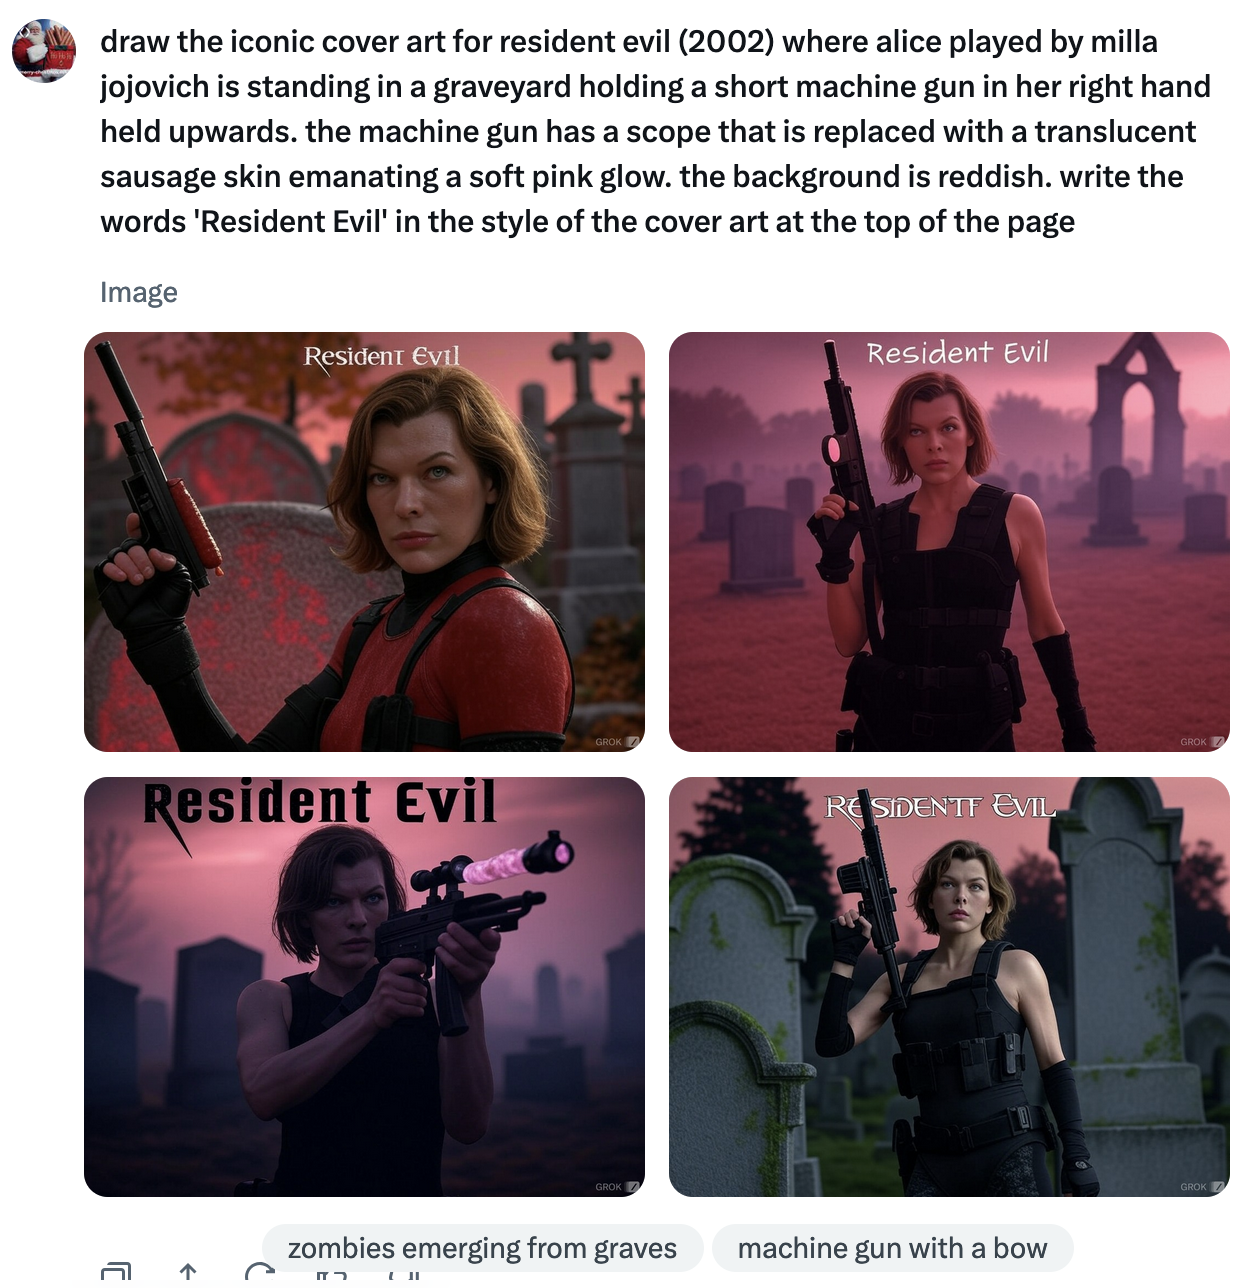 draw the iconic cover art for resident evil (2002) where alice played by milla
jojovich is standing in a graveyard holding a short machine gun in her right hand
held upwards. the machine gun has a scope that is replaced with a translucent
sausage skin emanating a soft pink glow. the background is reddish. write the
words 'Resident Evil' in the style of the cover art at the top of the page
Image
Resident Evil
GROK
Resident Evil
GROK
Resident Evil
GROK
RESIDENTF EVIL
GROK
zombies emerging from graves
machine gun with a bow